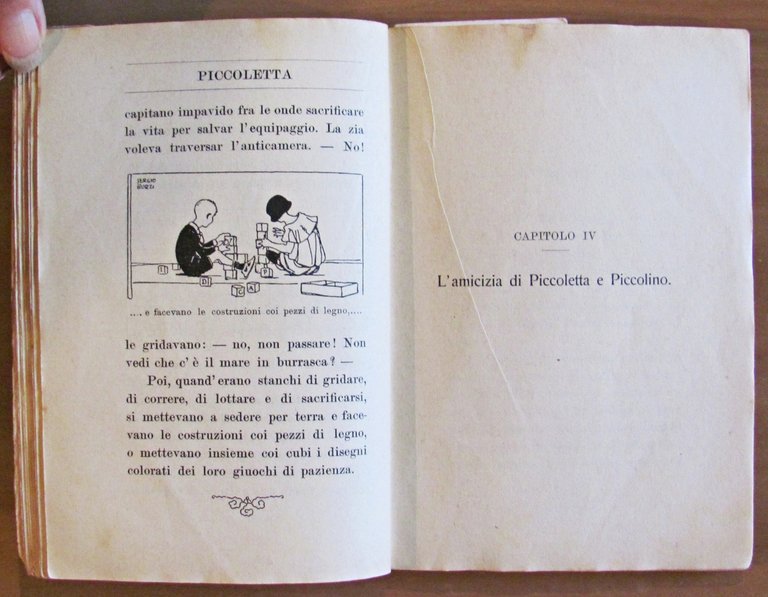 PICCOLETTA
capitano impavido fra le onde sacrificare
la vita per salvar l'equipaggio. La zia
voleva traversar l'anticamera. — No!
SERGIO
BURZI
.... e facevano le costruzioni coi pezzi di legno,....
le gridavano: — no, non passare! Non
vedi che c'è il mare in burrasca? —
Poi, quand'erano stanchi di gridare,
di correre, di lottare e di sacrificarsi,
si mettevano a sedere per terra e face-
vano le costruzioni coi pezzi di legno,
o mettevano insieme coi cubi i disegni
colorati dei loro giuochi di pazienza.
CAPITOLO IV
L'amicizia di Piccoletta e Piccolino.